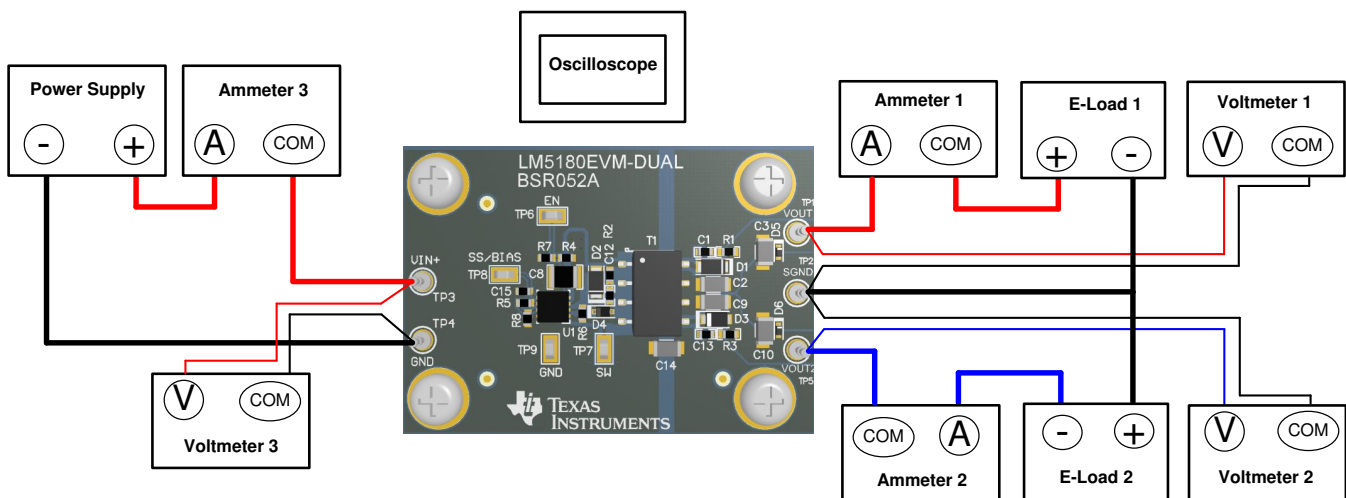 Oscilloscope
Power Supply
- +
Ammeter 3
A COM
Ammeter 1
A COM
E-Load 1
+ -
Voltmeter 1
V COM
LM5180EVM-DUAL
BSR052A
EN
TP6
SS/BIAS
TP8
R7 R4
C8
D2
C12
R2
T1
C1 R1
C3
D5
TP1
VOUT
D1
C2
TP2
SGND
C9
D3
D6
C13 R3
C10
VOUT2
TP5
C15
R5
R8
U1
R6
D4
C14
VIN+
TP3
TP4
GND
TP9
GND
TP7
SW
TEXAS
INSTRUMENTS
V COM
Voltmeter 3
COM A
Ammeter 2
- +
E-Load 2
V COM
Voltmeter 2